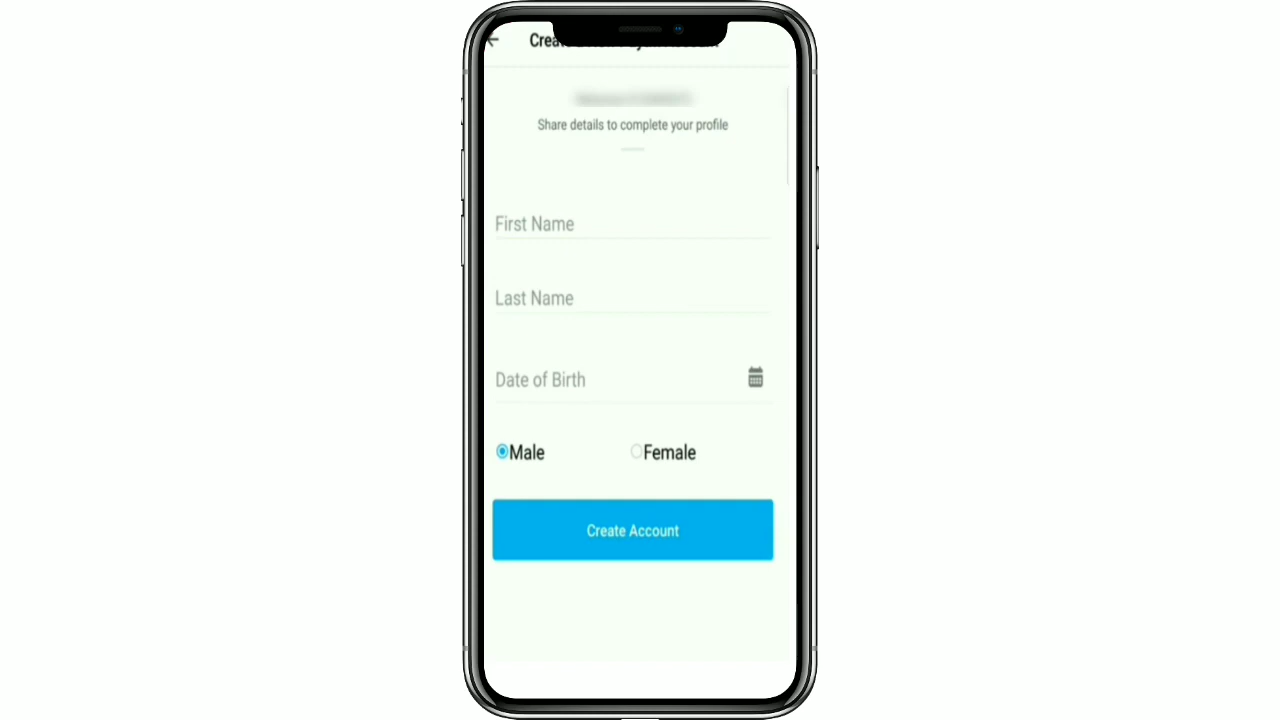 Share details to complete your profile
First Name
Last Name
Date of Birth
Male Female
Create Account